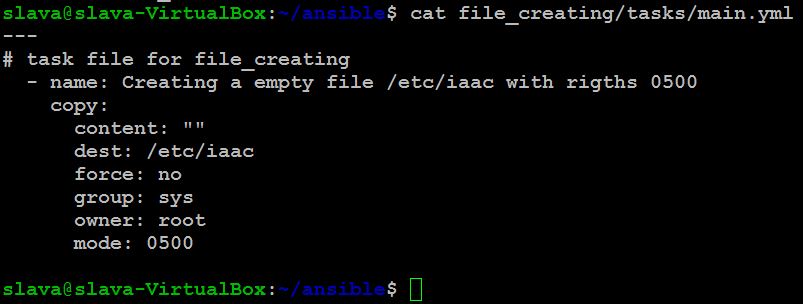 slava@slava-VirtualBox:~/ansible$ cat file_creating/tasks/main.yml
---
# task file for file_creating
  - name: Creating a empty file /etc/iaac with rigths 0500
    copy:
      content: ""
      dest: /etc/iaac
      force: no
      group: sys
      owner: root
      mode: 0500

slava@slava-VirtualBox:~/ansible$